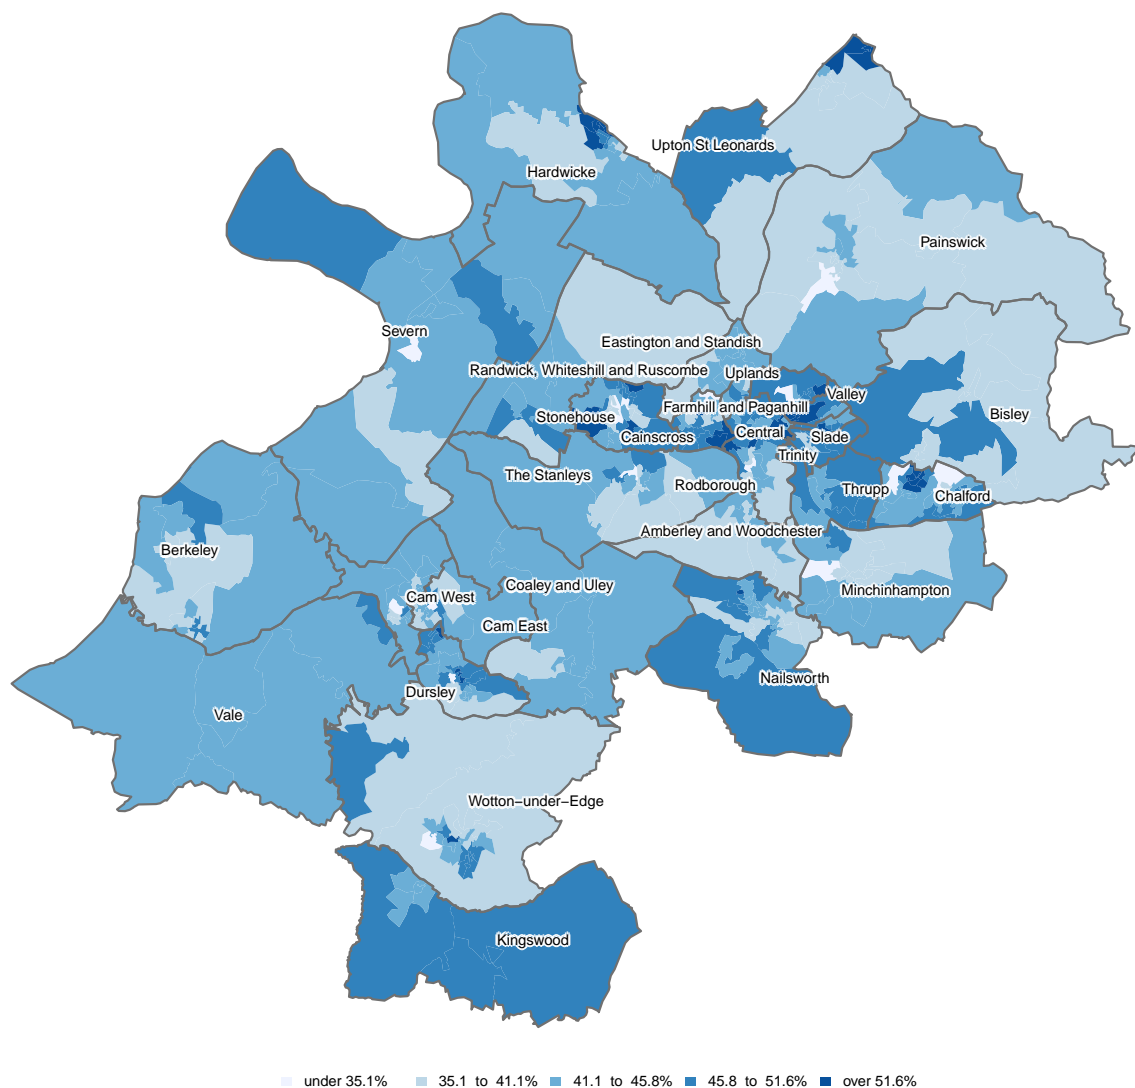 Upton St Leonards
Hardwicke
Painswick
Severn
Eastington and Standish
Randwick, Whiteshill and Ruscombe
Uplands
Valley
Farmhill and Paganhill
Stonehouse
Bisley
Cainscross
Central
Slade
Trinity
The Stanleys
Rodborough
Thrupp
Chalford
Amberley and Woodchester
Berkeley
Coaley and Uley
Minchinhampton
Cam West
Cam East
Nailsworth
Dursley
Vale
Wotton−under−Edge
Kingswood
under 35.1% 35.1 to 41.1% 41.1 to 45.8% 45.8 to 51.6% over 51.6%